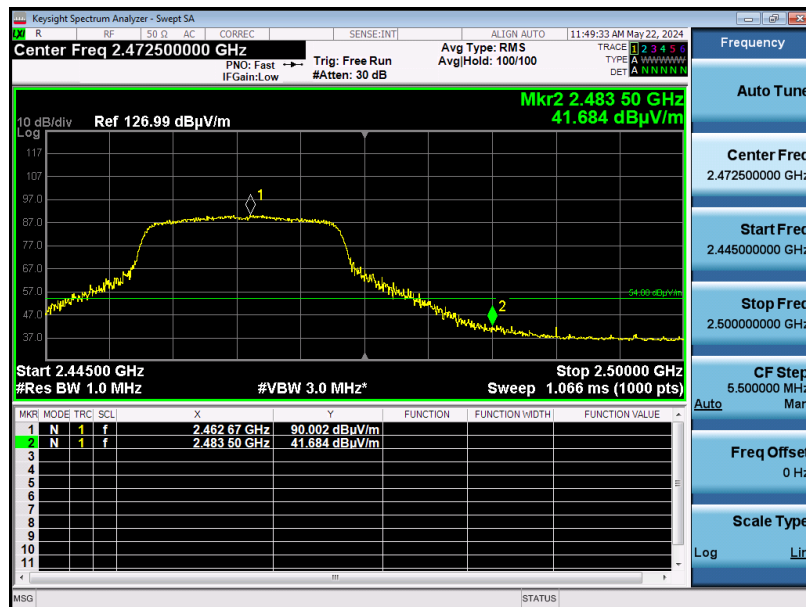 Keysight Spectrum Analyzer - Swept SA
LXI R RF 50 Ω AC CORREC SENSE:INT ALIGN AUTO 11:49:33 AM May 22, 2024
Center Freq 2.472500000 GHz
PNO: Fast
IFGain:Low
Trig: Free Run
#Atten: 30 dB
Avg Type: RMS
Avg|Hold: 100/100
TRACE 1 2 3 4 5 6
TYPE A WWWWW
DET A N N N N N
Mkr2 2.483 50 GHz
41.684 dBµV/m
10 dB/div Ref 126.99 dBµV/m
Log
117
107
97.0
87.0
77.0
67.0
57.0
47.0
37.0
1
2
54.00 dBµV/m
Start 2.44500 GHz Stop 2.50000 GHz
#Res BW 1.0 MHz #VBW 3.0 MHz* Sweep 1.066 ms (1000 pts)
MKR MODE TRC SCL X Y FUNCTION FUNCTION WIDTH FUNCTION VALUE
1 N 1 f 2.462 67 GHz 90.002 dBµV/m
2 N 1 f 2.483 50 GHz 41.684 dBµV/m
3
4
5
6
7
8
9
10
11
MSG STATUS
Frequency
Auto Tune
Center Freq
2.472500000 GHz
Start Freq
2.445000000 GHz
Stop Freq
2.500000000 GHz
CF Step
5.500000 MHz
Auto Man
Freq Offset
0 Hz
Scale Type
Log Lin